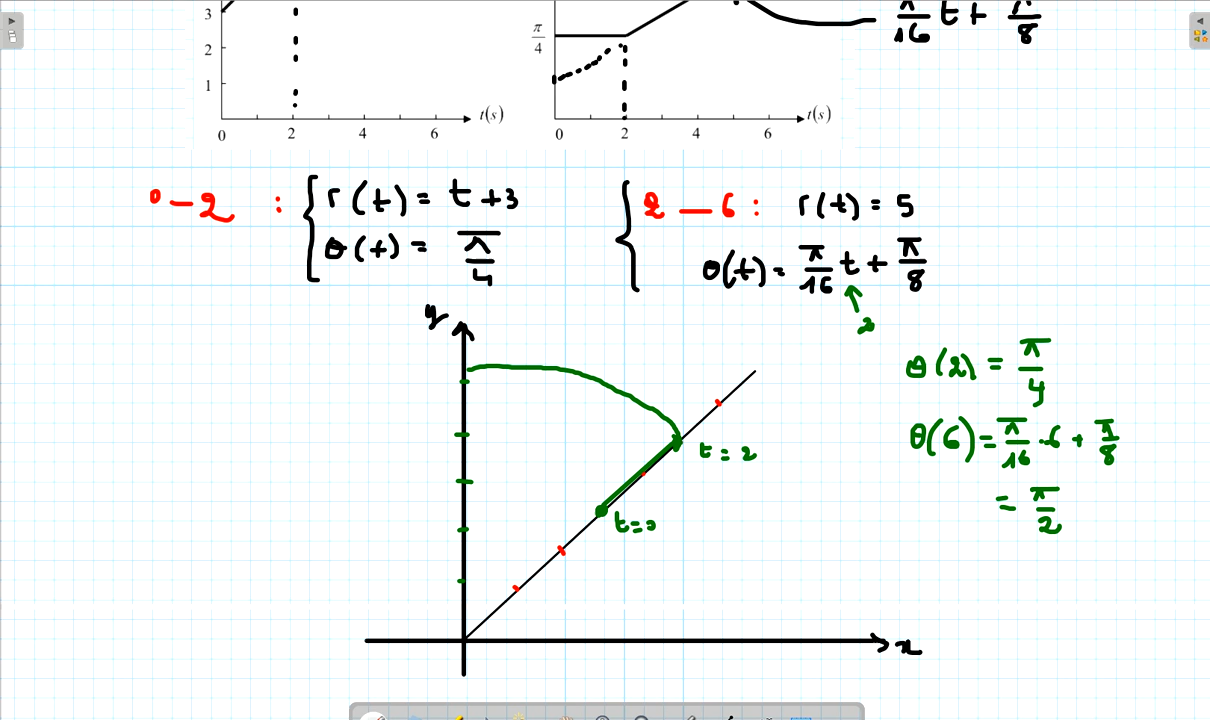 3
2
1
0 2 4 6 t(s)
π/4
0 2 4 6 t(s)
π/16 t + π/8
0 — 2 : { r(t) = t + 3
θ(t) = π/4
{ 2 — 6 : r(t) = 5
θ(t) = π/16 t + π/8
2
y
θ(2) = π/4
θ(6) = π/16 · 6 + π/8
= π/2
t = 2
t = 0
x